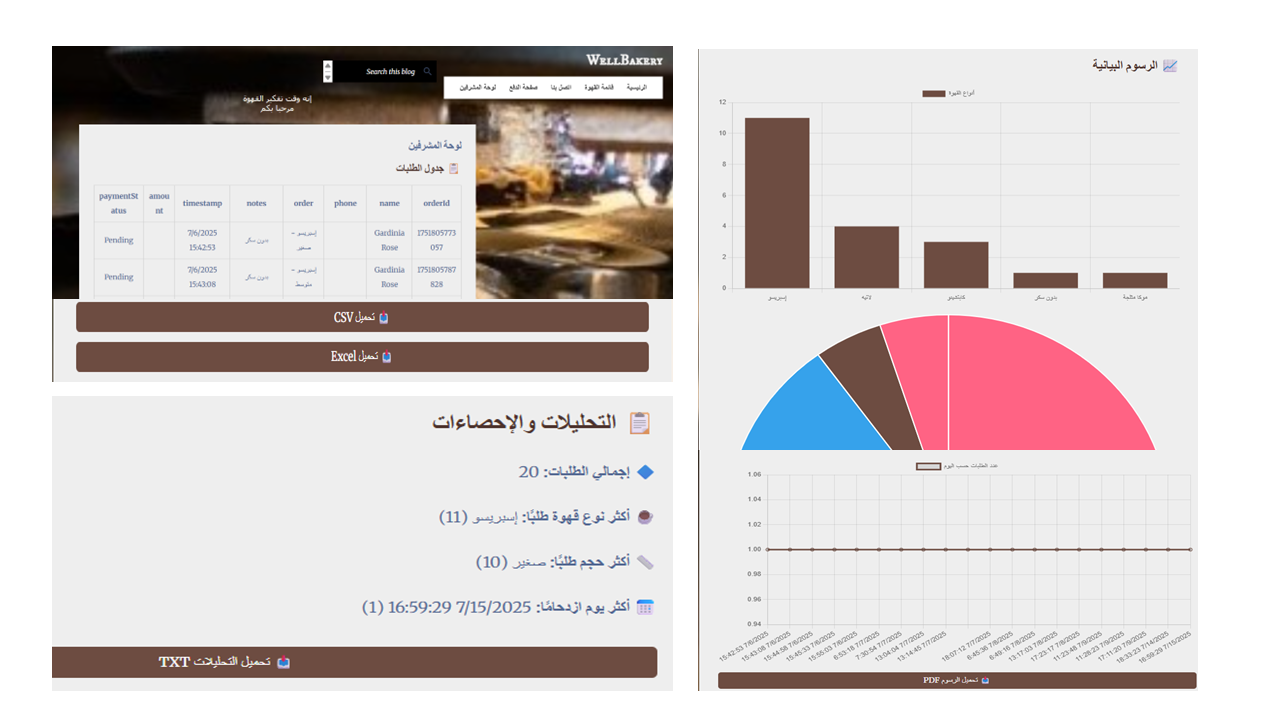 WELLBAKERY
Search this blog
الرئيسية قائمة القهوة اتصل بنا صفحة الدفع لوحة المشرفين
إنه وقت تفكير القهوة
مرحبا بكم
لوحة المشرفين
جدول الطلبات
orderId name phone order notes timestamp amount paymentStatus
1751805773057 Gardinia Rose إسبريسو - صغير بدون سكر 7/6/2025 15:42:53 Pending
1751805787828 Gardinia Rose إسبريسو - متوسط بدون سكر 7/6/2025 15:43:08 Pending
تحميل CSV
تحميل Excel
التحليلات والإحصاءات
إجمالي الطلبات: 20
أكثر نوع قهوة طلبًا: إسبريسو (11)
أكثر حجم طلبًا: صغير (10)
أكثر يوم ازدحامًا: 7/15/2025 16:59:29 (1)
تحميل التحليلات TXT
الرسوم البيانية
أنواع القهوة
12
10
8
6
4
2
0
إسبريسو لاتيه كابتشينو بدون سكر موكا مثلجة
عدد الطلبات حسب اليوم
1.06
1.04
1.02
1.00
0.98
0.96
0.94
15:42:53 7/6/2025
15:43:08 7/6/2025
15:44:58 7/6/2025
15:45:33 7/6/2025
15:55:03 7/6/2025
6:53:18 7/7/2025
7:30:54 7/7/2025
13:04:04 7/7/2025
13:14:45 7/7/2025
18:07:12 7/7/2025
6:45:36 7/8/2025
6:49:16 7/8/2025
13:17:03 7/8/2025
17:23:17 7/8/2025
11:23:48 7/9/2025
11:28:23 7/9/2025
17:11:20 7/9/2025
18:33:23 7/14/2025
16:59:29 7/15/2025
تحميل الرسوم PDF